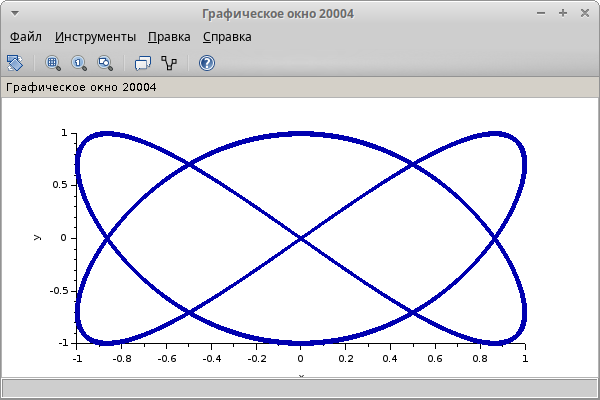 Графическое окно 20004
Файл Инструменты Правка Справка
Графическое окно 20004
1
0.5
y
0
-0.5
-1
-1 -0.8 -0.6 -0.4 -0.2 0 0.2 0.4 0.6 0.8 1